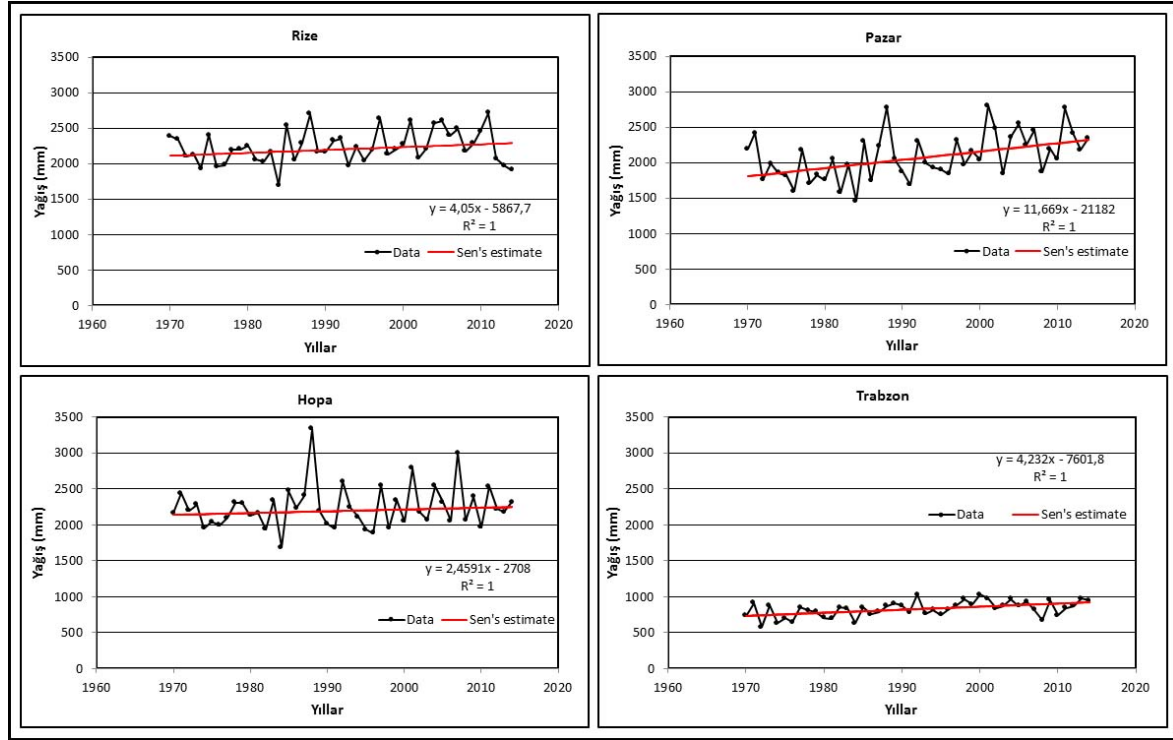 Rize
3500
3000
2500
2000
1500
1000
500
0
Yağış (mm)
y = 4,05x - 5867,7
R² = 1
Data Sen's estimate
1960 1970 1980 1990 2000 2010 2020
Yıllar
Pazar
3500
3000
2500
2000
1500
1000
500
0
Yağış (mm)
y = 11,669x - 21182
R² = 1
Data Sen's estimate
1960 1970 1980 1990 2000 2010 2020
Yıllar
Hopa
3500
3000
2500
2000
1500
1000
500
0
Yağış (mm)
y = 2,4591x - 2708
R² = 1
Data Sen's estimate
1960 1970 1980 1990 2000 2010 2020
Yıllar
Trabzon
3500
3000
2500
2000
1500
1000
500
0
Yağış (mm)
y = 4,232x - 7601,8
R² = 1
Data Sen's estimate
1960 1970 1980 1990 2000 2010 2020
Yıllar